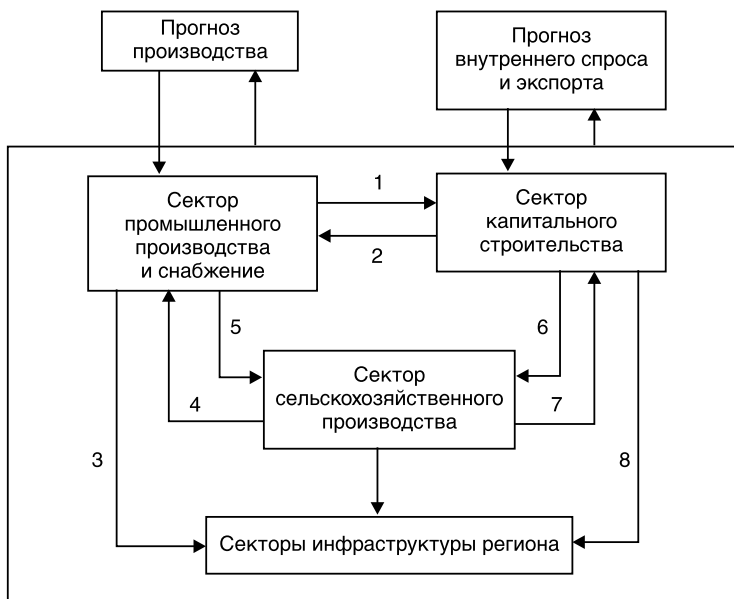 Прогноз
производства
Прогноз
внутреннего спроса
и экспорта
Сектор
промышленного
производства
и снабжение
1
2
Сектор
капитального
строительства
5
6
4
Сектор
сельскохозяйственного
производства
7
3
8
Секторы инфраструктуры региона